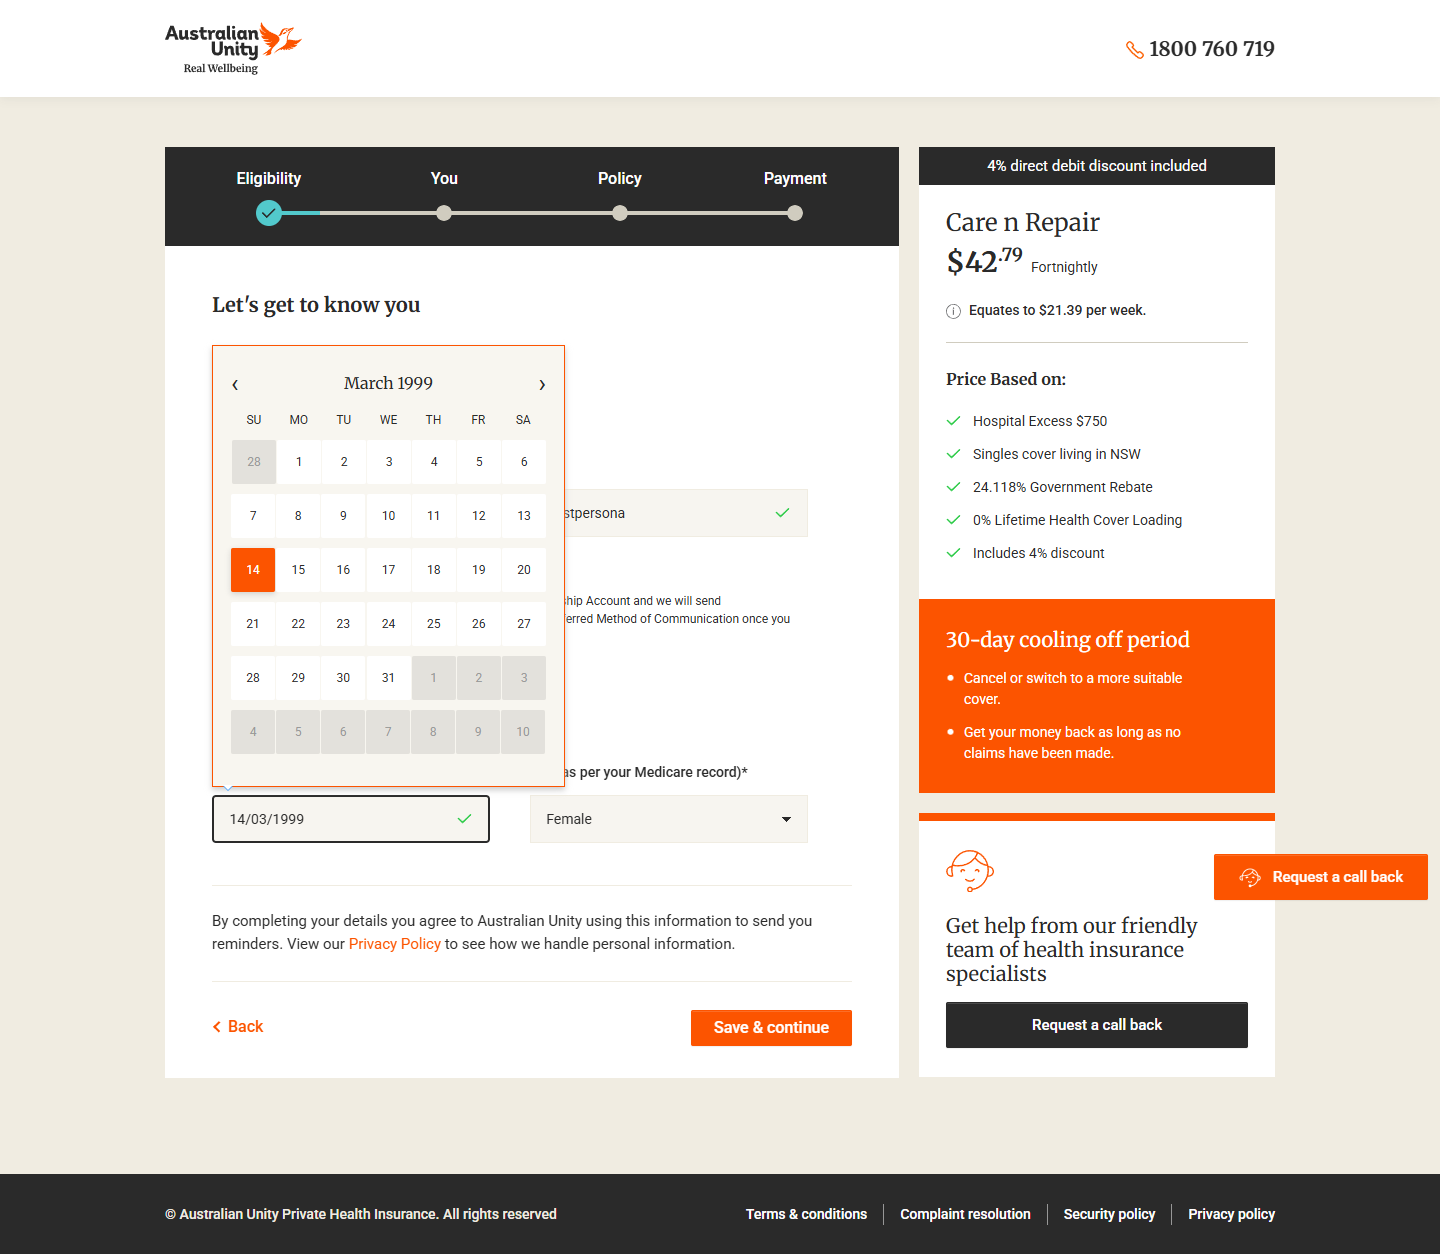 Australian
Unity
Real Wellbeing
1800 760 719
Eligibility
You
Policy
Payment
Let's get to know you
March 1999
SU MO TU WE TH FR SA
28 1 2 3 4 5 6
7 8 9 10 11 12 13
14 15 16 17 18 19 20
21 22 23 24 25 26 27
28 29 30 31 1 2 3
4 5 6 7 8 9 10
stpersona
ship Account and we will send
ferred Method of Communication once you
as per your Medicare record)*
14/03/1999
Female
By completing your details you agree to Australian Unity using this information to send you
reminders. View our Privacy Policy to see how we handle personal information.
Back
Save & continue
4% direct debit discount included
Care n Repair
$42.79 Fortnightly
Equates to $21.39 per week.
Price Based on:
Hospital Excess $750
Singles cover living in NSW
24.118% Government Rebate
0% Lifetime Health Cover Loading
Includes 4% discount
30-day cooling off period
Cancel or switch to a more suitable
cover.
Get your money back as long as no
claims have been made.
Request a call back
Get help from our friendly
team of health insurance
specialists
Request a call back
© Australian Unity Private Health Insurance. All rights reserved
Terms & conditions
Complaint resolution
Security policy
Privacy policy